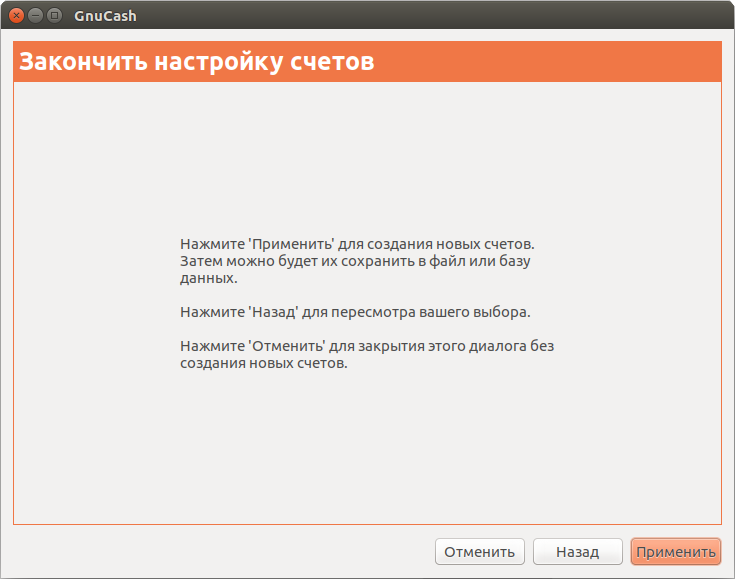 GnuCash
Закончить настройку счетов
Нажмите 'Применить' для создания новых счетов.
Затем можно будет их сохранить в файл или базу
данных.
Нажмите 'Назад' для пересмотра вашего выбора.
Нажмите 'Отменить' для закрытия этого диалога без
создания новых счетов.
Отменить Назад Применить